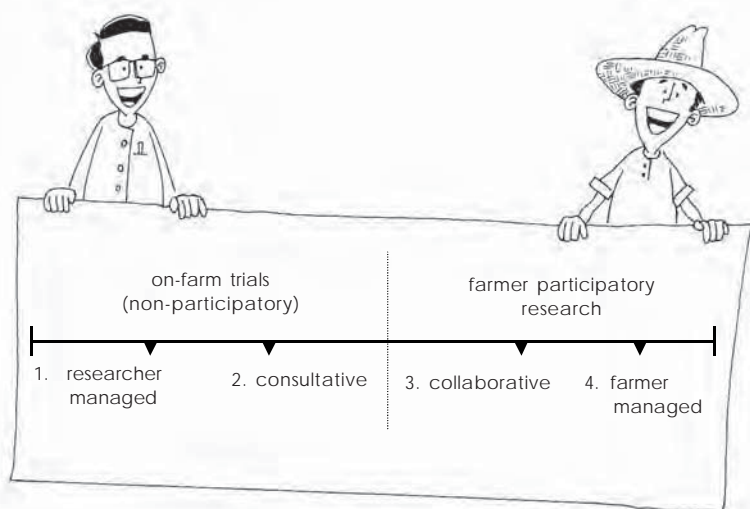 on-farm trials
(non-participatory)
farmer participatory
research
1. researcher
managed
2. consultative
3. collaborative
4. farmer
managed